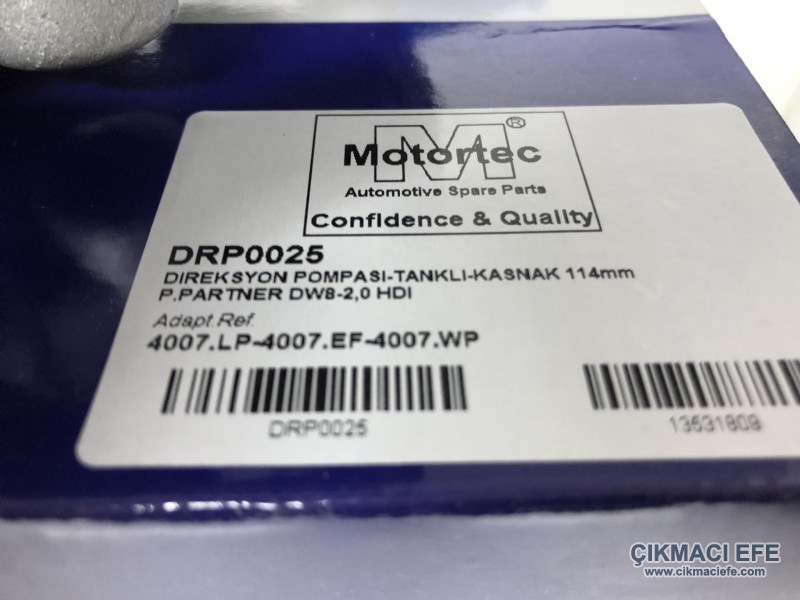 M®
Motortec
Automotive Spare Parts
Confidence & Quality
DRP0025
DIREKSYON POMPASI-TANKLI-KASNAK 114mm
P.PARTNER DW8-2,0 HDI
Adapt.Ref.
4007.LP-4007.EF-4007.WP
DRP0025
13531809
ÇIKMACI EFE
www.cikmaciefe.com